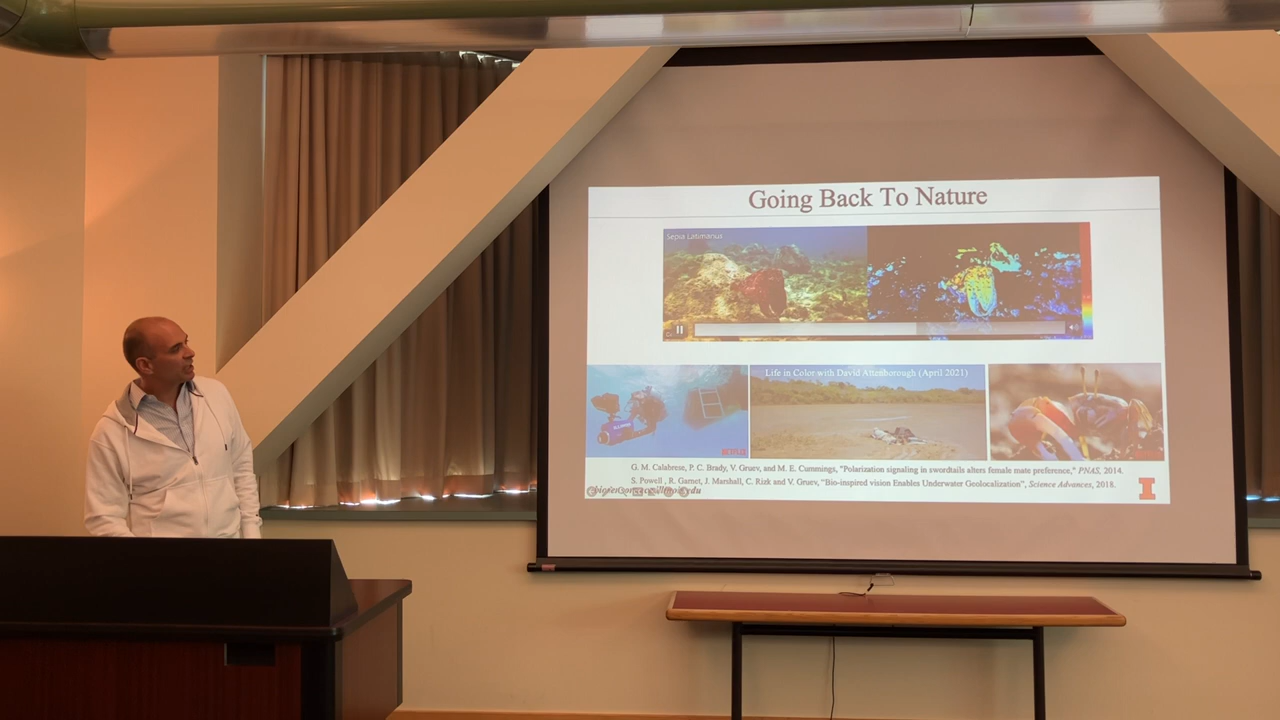 Going Back To Nature
Sepia Latimanus
Life in Color with David Attenborough (April 2021)
G. M. Calabrese, P. C. Brady, V. Gruev, and M. E. Cummings, "Polarization signaling in swordtails alters female mate preference," PNAS, 2014.
S. Powell , R. Garnet, J. Marshall, C. Rizk and V. Gruev, "Bio-inspired vision Enables Underwater Geolocalization", Science Advances, 2018.
I